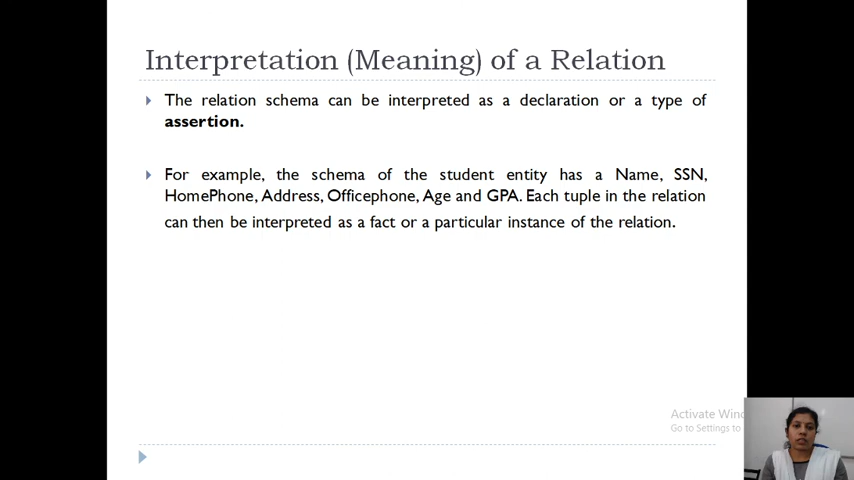 Interpretation (Meaning) of a Relation
The relation schema can be interpreted as a declaration or a type of
assertion.
For example, the schema of the student entity has a Name, SSN,
HomePhone, Address, Officephone, Age and GPA. Each tuple in the relation
can then be interpreted as a fact or a particular instance of the relation.
Activate Wind
Go to Settings to